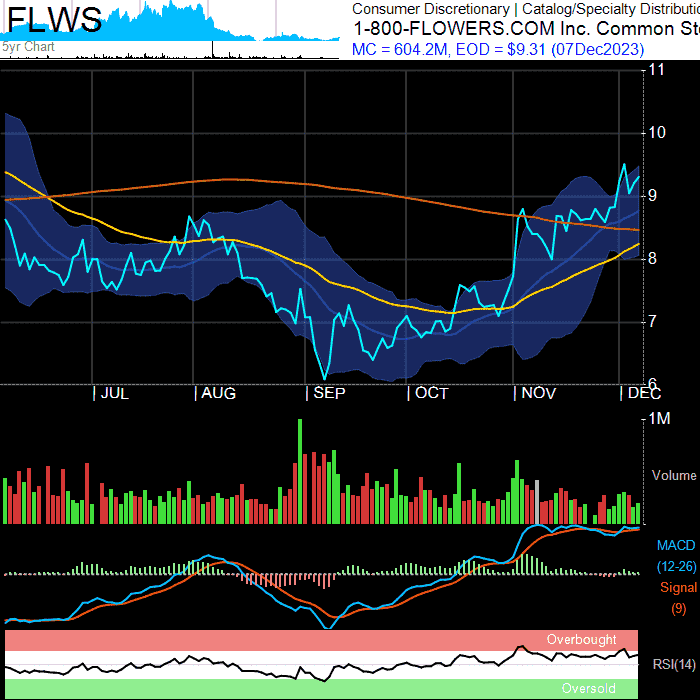 FLWS
5yr Chart
Consumer Discretionary | Catalog/Specialty Distributio
1-800-FLOWERS.COM Inc. Common Sto
MC = 604.2M, EOD = $9.31 (07Dec2023)
11
10
9
8
7
6
| JUL | AUG | SEP | OCT | NOV | DEC
1M
Volume
MACD
(12-26)
Signal
(9)
Overbought
RSI(14)
Oversold